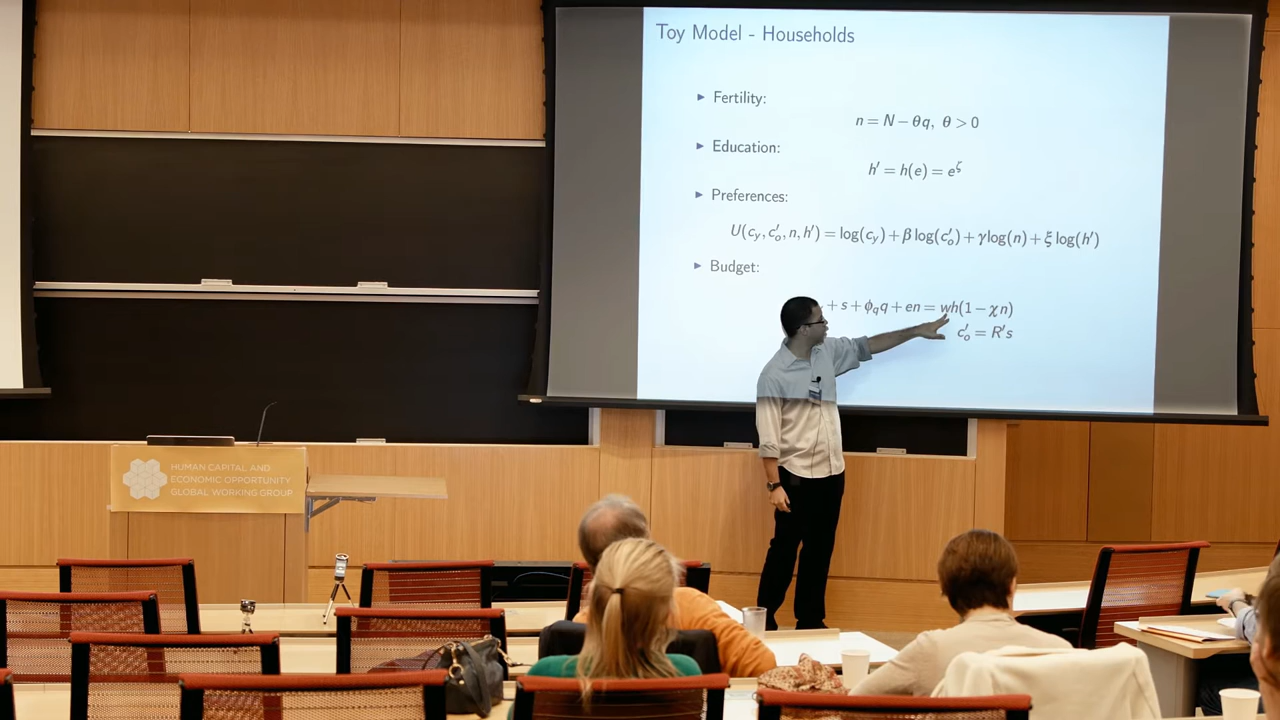 Toy Model - Households
▶ Fertility:
n = N − θq, θ > 0
▶ Education:
h′ = h(e) = e^ζ
▶ Preferences:
U(c_y, c′_o, n, h′) = log(c_y) + β log(c′_o) + γ log(n) + ξ log(h′)
▶ Budget:
+ s + ϕ_q q + en = wh(1 − χn)
c′_o = R′s
HUMAN CAPITAL AND
ECONOMIC OPPORTUNITY
GLOBAL WORKING GROUP